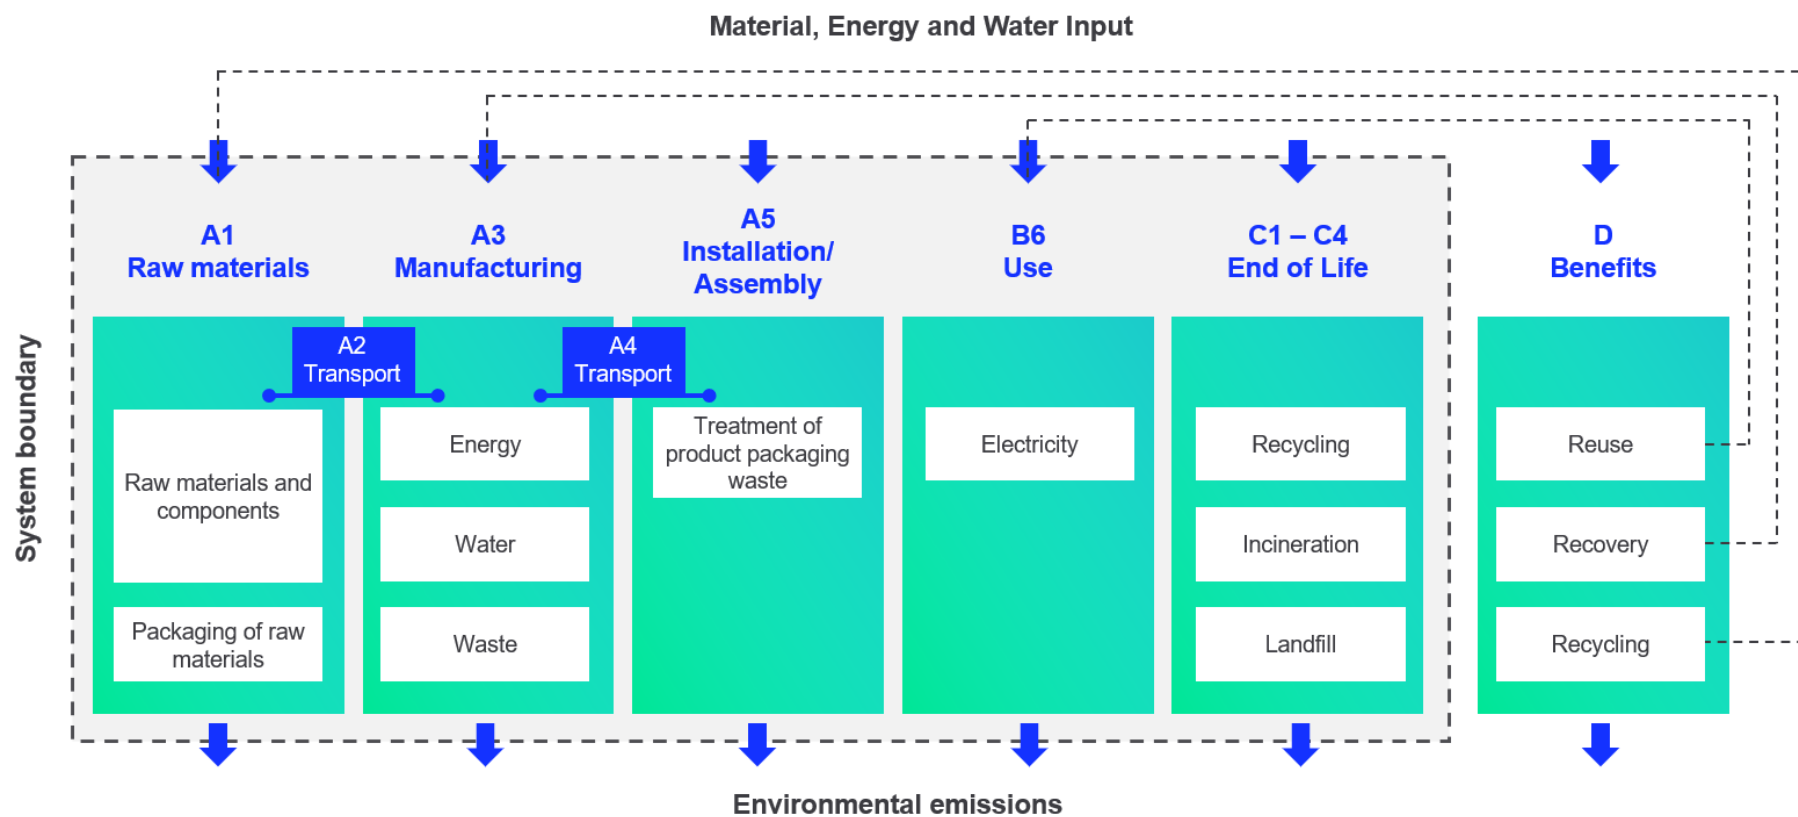 Material, Energy and Water Input
A1
Raw materials
A3
Manufacturing
A5
Installation/
Assembly
B6
Use
C1 – C4
End of Life
D
Benefits
System boundary
A2
Transport
A4
Transport
Raw materials and
components
Packaging of raw
materials
Energy
Water
Waste
Treatment of
product packaging
waste
Electricity
Recycling
Incineration
Landfill
Reuse
Recovery
Recycling
Environmental emissions